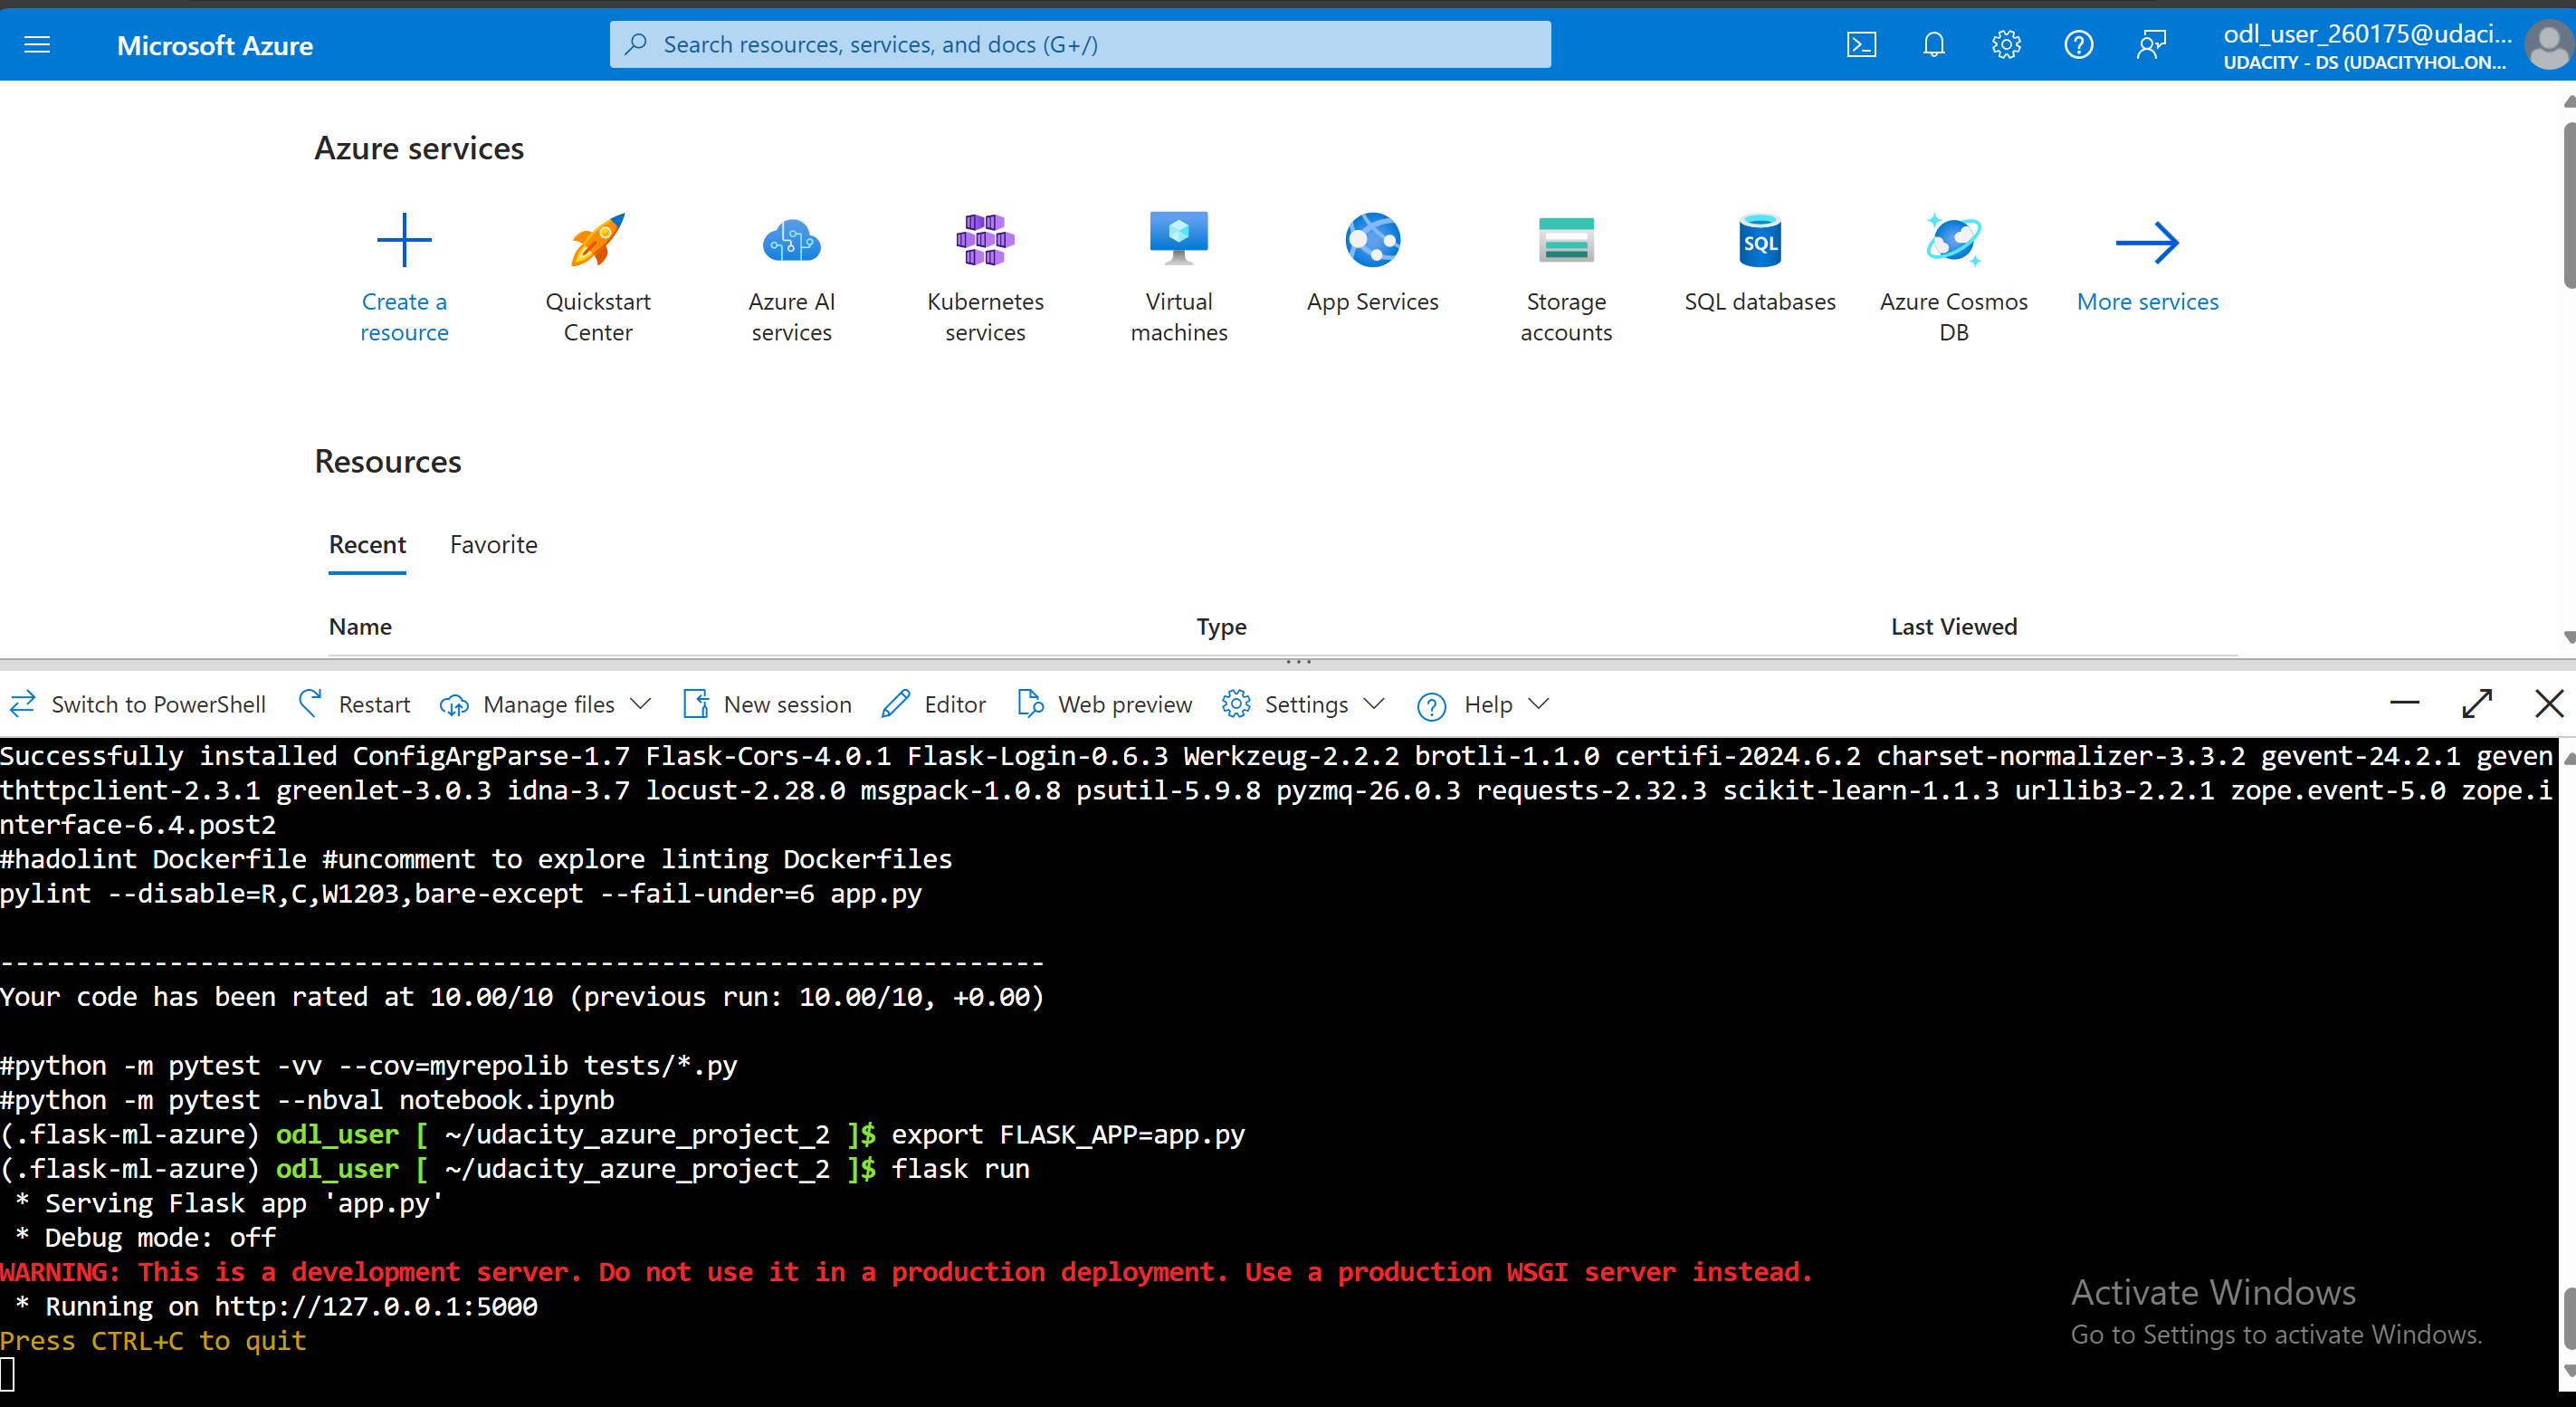 Microsoft Azure
Search resources, services, and docs (G+/)
odl_user_260175@udaci...
UDACITY - DS (UDACITYHOL.ON...
Azure services
Create a resource
Quickstart Center
Azure AI services
Kubernetes services
Virtual machines
App Services
Storage accounts
SQL
SQL databases
Azure Cosmos DB
More services
Resources
Recent
Favorite
Name
Type
Last Viewed
Switch to PowerShell
Restart
Manage files
New session
Editor
Web preview
Settings
Help
Successfully installed ConfigArgParse-1.7 Flask-Cors-4.0.1 Flask-Login-0.6.3 Werkzeug-2.2.2 brotli-1.1.0 certifi-2024.6.2 charset-normalizer-3.3.2 gevent-24.2.1 geven
thttpclient-2.3.1 greenlet-3.0.3 idna-3.7 locust-2.28.0 msgpack-1.0.8 psutil-5.9.8 pyzmq-26.0.3 requests-2.32.3 scikit-learn-1.1.3 urllib3-2.2.1 zope.event-5.0 zope.i
nterface-6.4.post2
#hadolint Dockerfile #uncomment to explore linting Dockerfiles
pylint --disable=R,C,W1203,bare-except --fail-under=6 app.py
--------------------------------------------------------------------
Your code has been rated at 10.00/10 (previous run: 10.00/10, +0.00)
#python -m pytest -vv --cov=myrepolib tests/*.py
#python -m pytest --nbval notebook.ipynb
(.flask-ml-azure) odl_user [ ~/udacity_azure_project_2 ]$ export FLASK_APP=app.py
(.flask-ml-azure) odl_user [ ~/udacity_azure_project_2 ]$ flask run
* Serving Flask app 'app.py'
* Debug mode: off
WARNING: This is a development server. Do not use it in a production deployment. Use a production WSGI server instead.
* Running on http://127.0.0.1:5000
Press CTRL+C to quit
Activate Windows
Go to Settings to activate Windows.